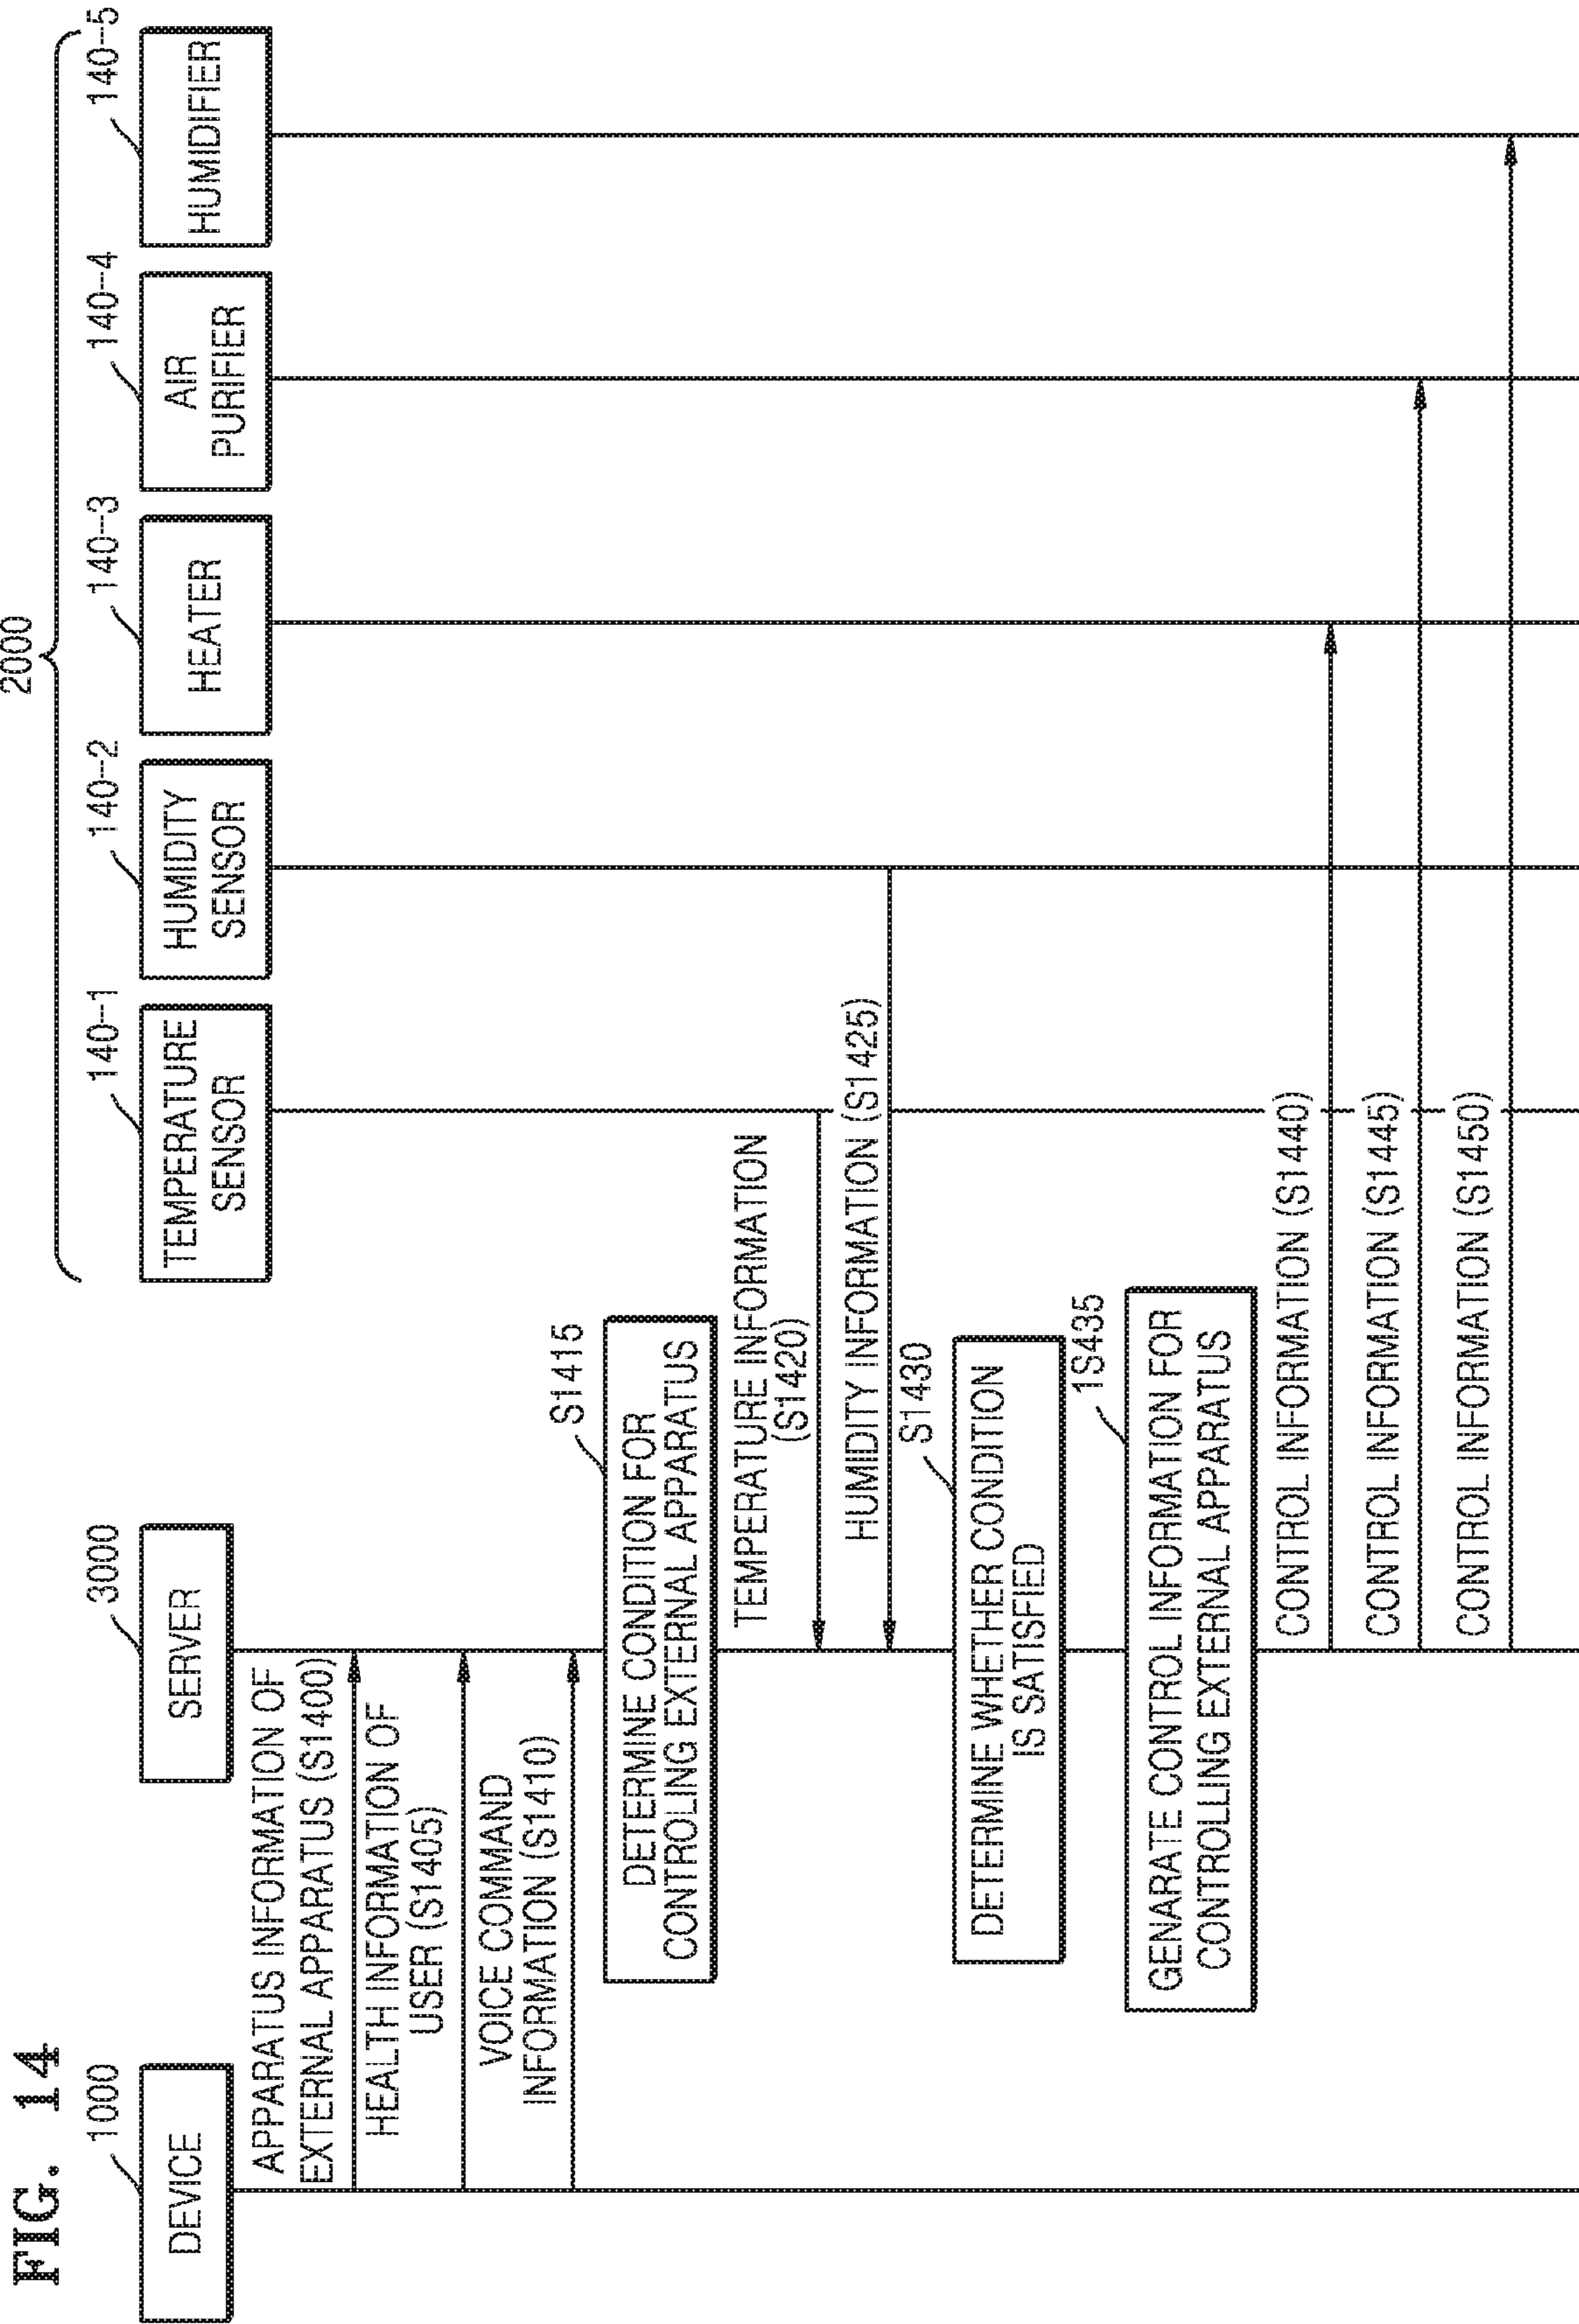 FIG. 14
2000
1000
3000
140-1
140-2
140-3
140-4
140-5
DEVICE
SERVER
TEMPERATURE
SENSOR
HUMIDITY
SENSOR
HEATER
AIR
PURIFIER
HUMIDIFIER
APPARATUS INFORMATION OF
EXTERNAL APPARATUS (S1400)
HEALTH INFORMATION OF
USER (S1405)
VOICE COMMAND
INFORMATION (S1410)
S1415
DETERMINE CONDITION FOR
CONTROLING EXTERNAL APPARATUS
TEMPERATURE INFORMATION
(S1420)
HUMIDITY INFORMATION (S1425)
S1430
DETERMINE WHETHER CONDITION
IS SATISFIED
1S435
GENARATE CONTROL INFORMATION FOR
CONTROLLING EXTERNAL APPARATUS
CONTROL INFORMATION (S1440)
CONTROL INFORMATION (S1445)
CONTROL INFORMATION (S1450)